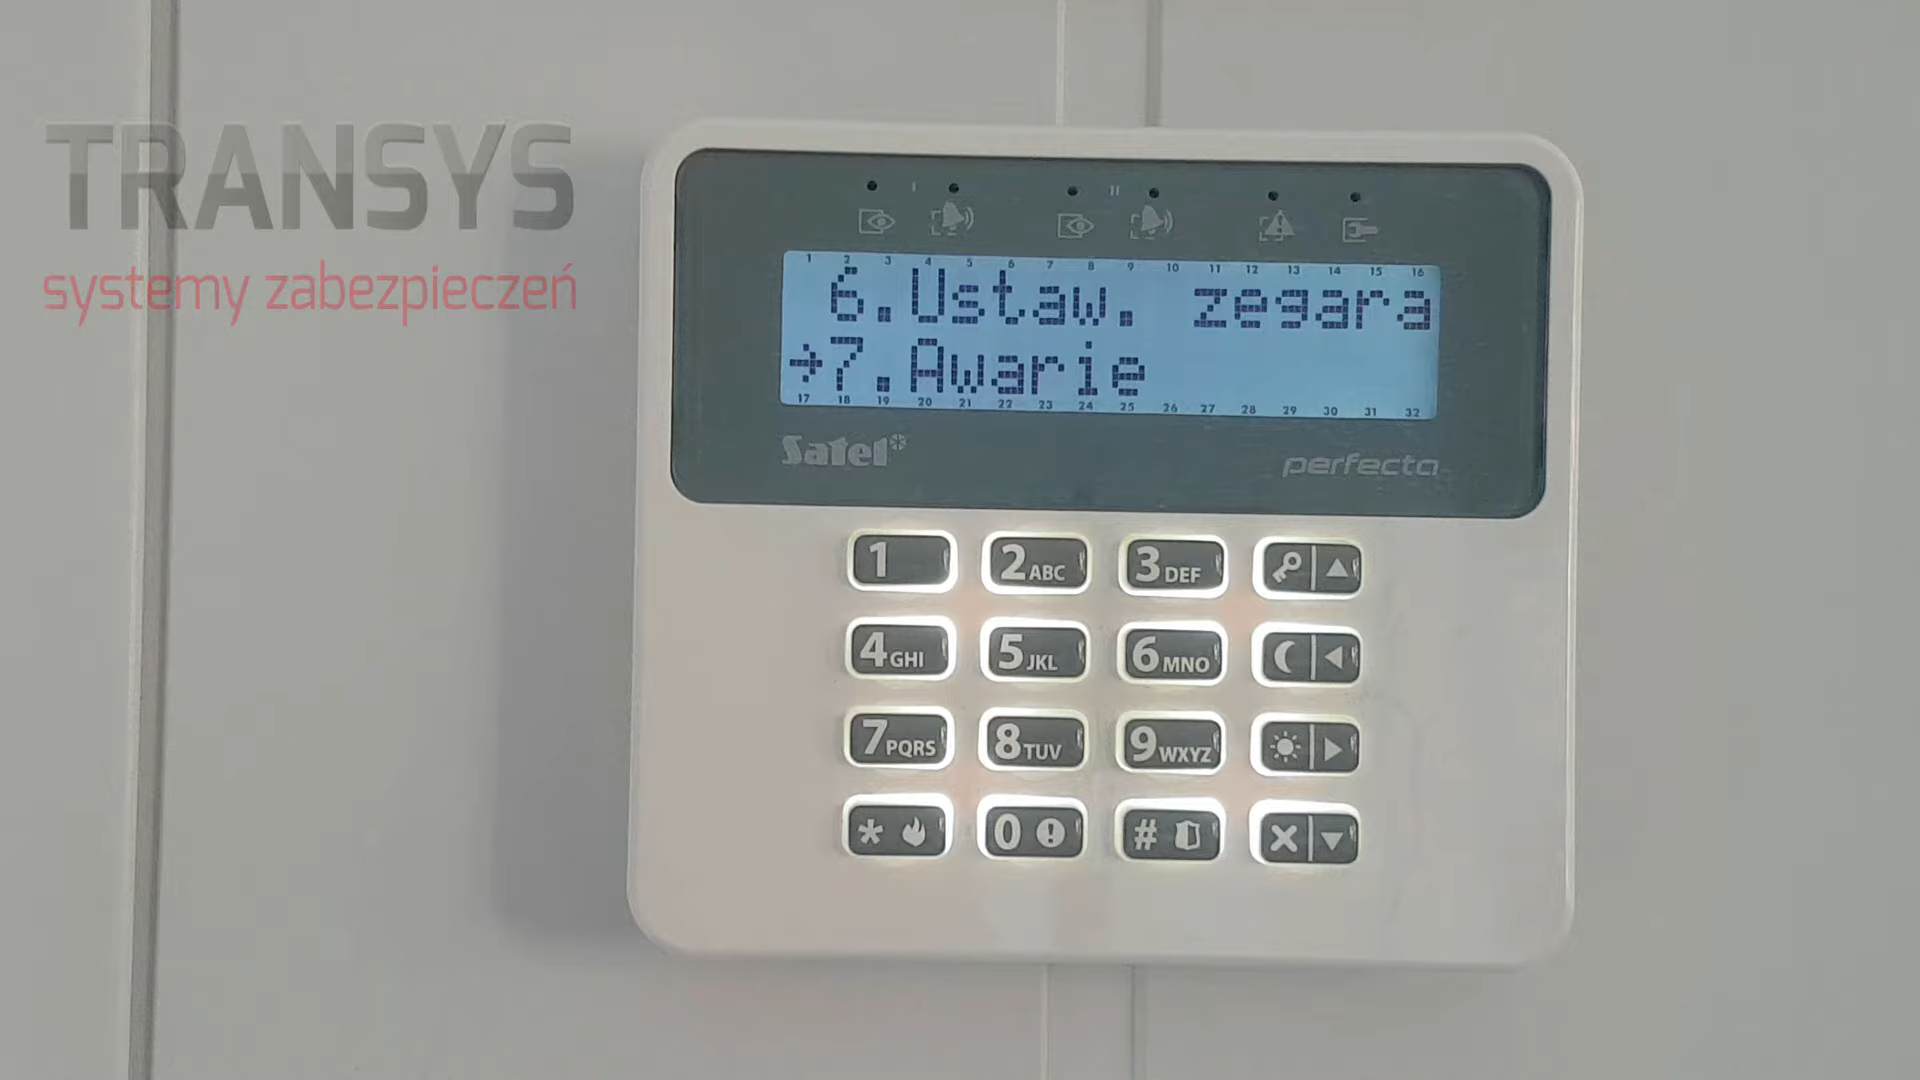 TRANSYS
systemy zabezpieczeń
I II
1 2 3 4 5 6 7 8 9 10 11 12 13 14 15 16
6.Ustaw. zegara
→7.Awarie
17 18 19 20 21 22 23 24 25 26 27 28 29 30 31 32
Satel
perfecta
1 2ABC 3DEF
4GHI 5JKL 6MNO
7PQRS 8TUV 9WXYZ
* 0 #